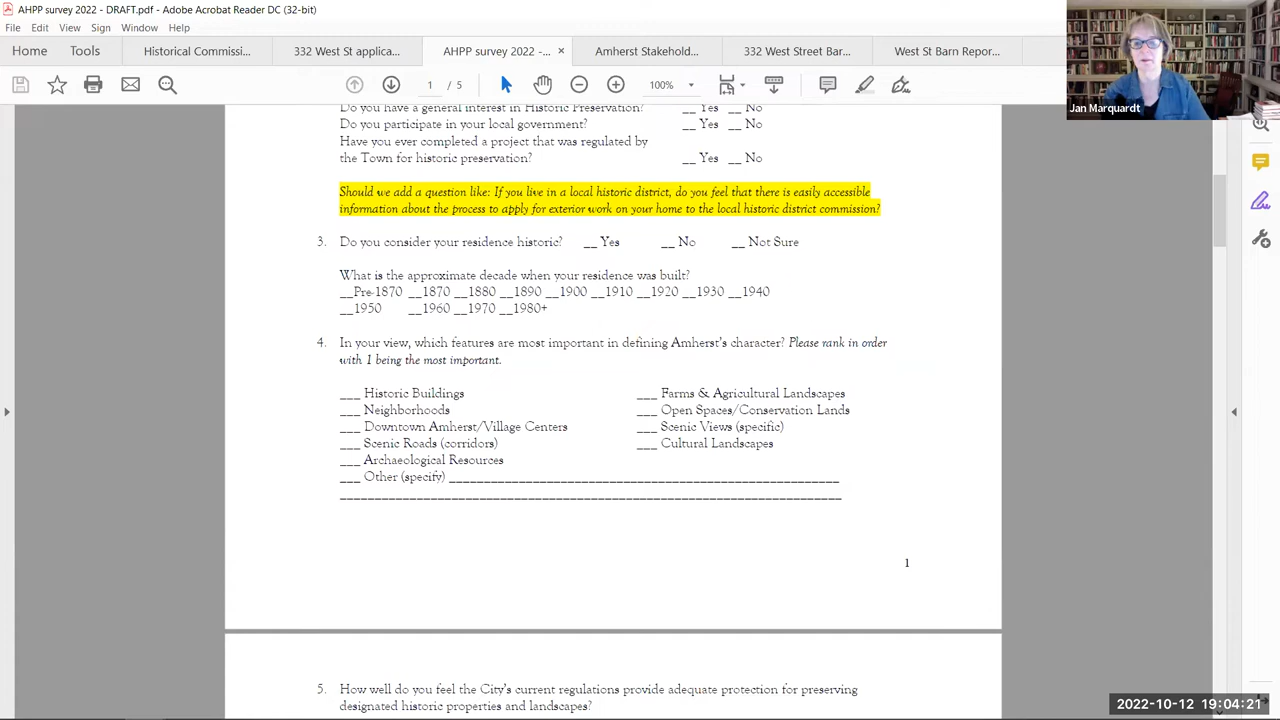 AHPP survey 2022 - DRAFT.pdf - Adobe Acrobat Reader DC (32-bit)
File Edit View Sign Window Help
Home Tools Historical Commissi... 332 West St appl... AHPP survey 2022 -... × Amherst Stakehold... 332 West Street Bar... West St Barn Repor...
1 / 5 100%
Jan Marquardt
Do you have a general interest in Historic Preservation? __ Yes __ No
Do you participate in your local government? __ Yes __ No
Have you ever completed a project that was regulated by
the Town for historic preservation? __ Yes __ No
Should we add a question like: If you live in a local historic district, do you feel that there is easily accessible
information about the process to apply for exterior work on your home to the local historic district commission?
3. Do you consider your residence historic? __ Yes __ No __ Not Sure
What is the approximate decade when your residence was built?
__Pre-1870 __1870 __1880 __1890 __1900 __1910 __1920 __1930 __1940
__1950 __1960 __1970 __1980+
4. In your view, which features are most important in defining Amherst's character? Please rank in order
with 1 being the most important.
___ Historic Buildings ___ Farms & Agricultural Landscapes
___ Neighborhoods ___ Open Spaces/Conservation Lands
___ Downtown Amherst/Village Centers ___ Scenic Views (specific)
___ Scenic Roads (corridors) ___ Cultural Landscapes
___ Archaeological Resources
___ Other (specify) ______________________________________________________
______________________________________________________________________
1
5. How well do you feel the City's current regulations provide adequate protection for preserving
designated historic properties and landscapes?
2022-10-12 19:04:21